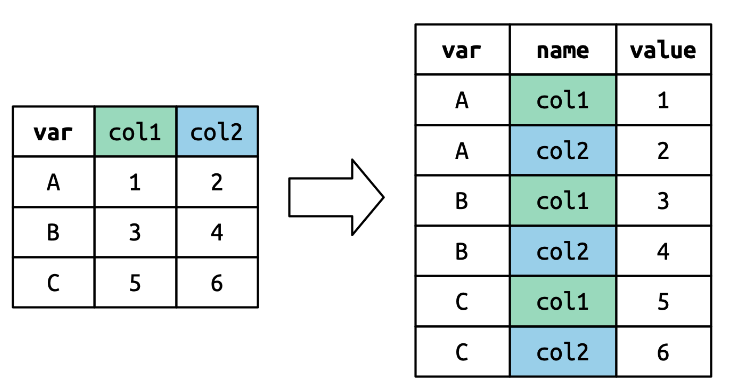 var col1 col2
A 1 2
B 3 4
C 5 6
var name value
A col1 1
A col2 2
B col1 3
B col2 4
C col1 5
C col2 6